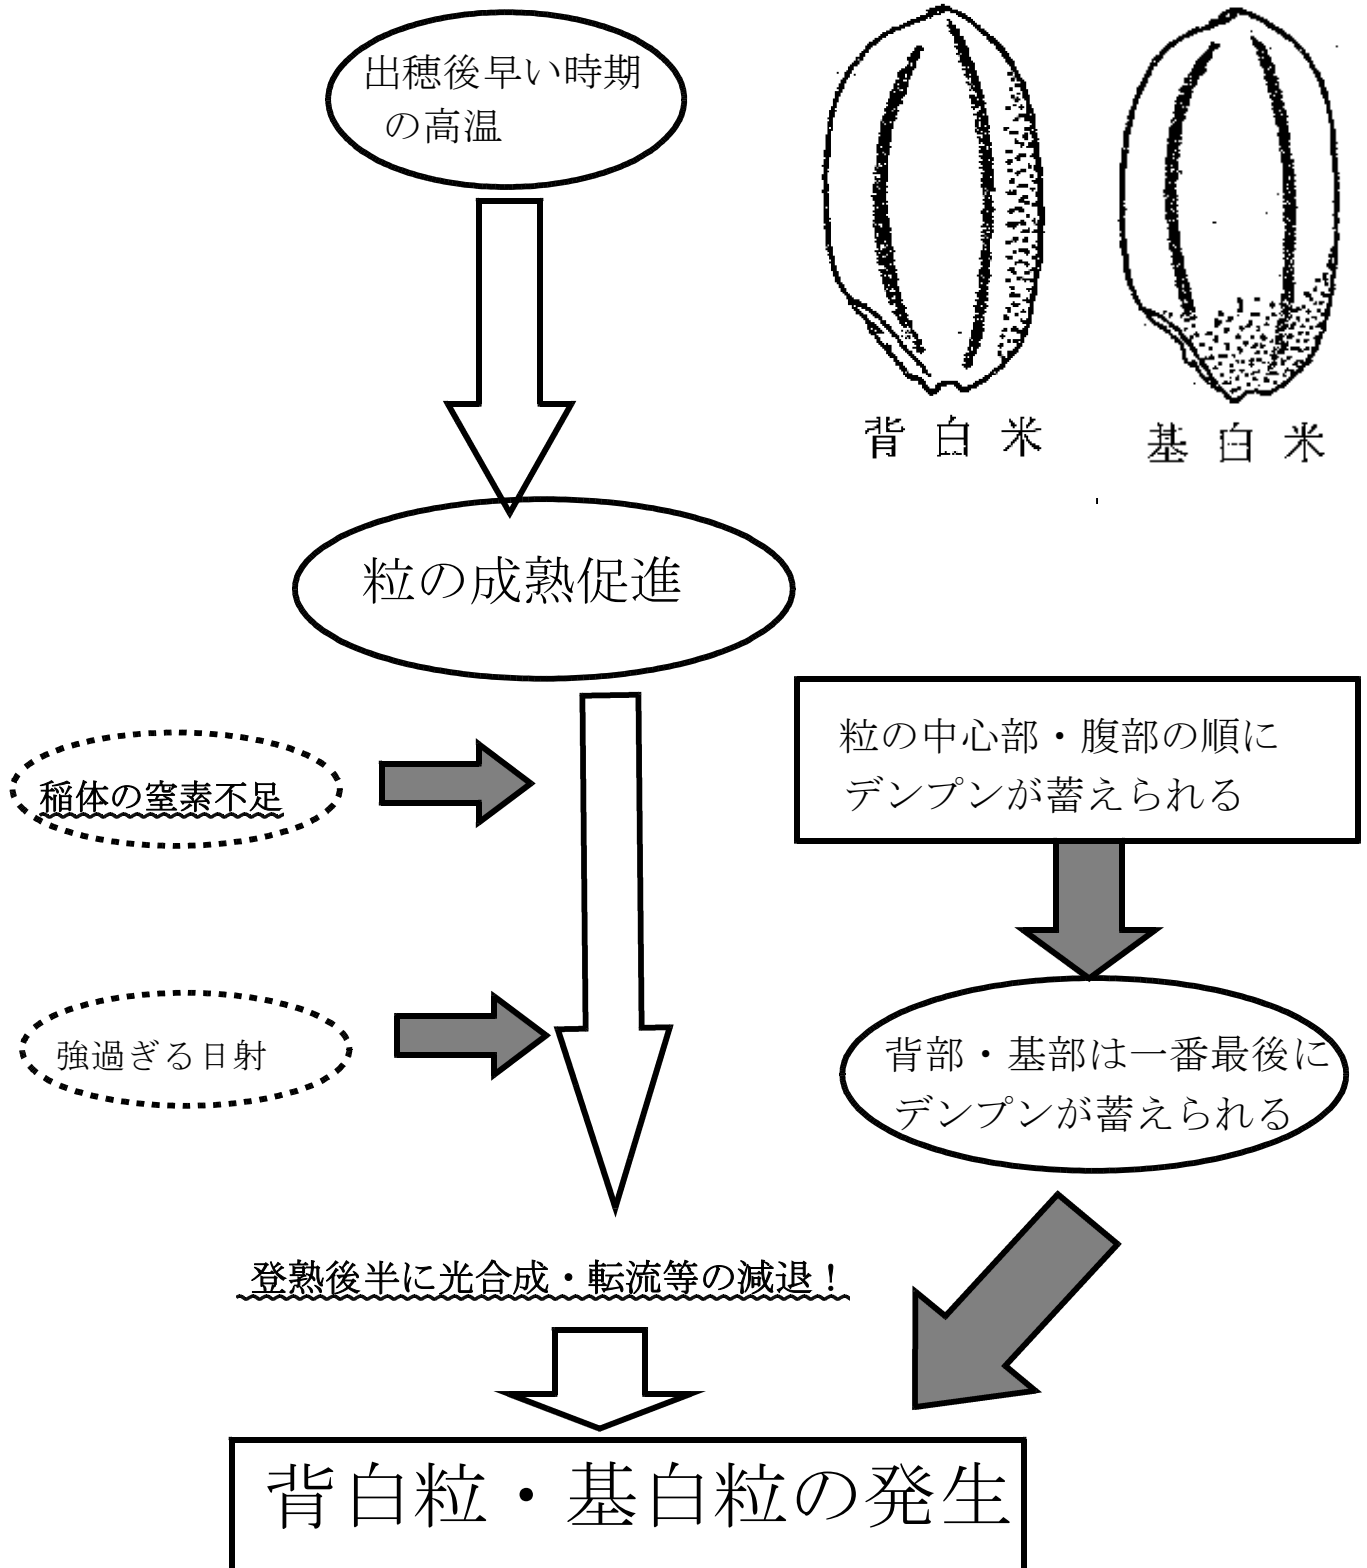 出穂後早い時期
の高温
背白米
基白米
粒の成熟促進
粒の中心部・腹部の順に
デンプンが蓄えられる
稲体の窒素不足
強過ぎる日射
背部・基部は一番最後に
デンプンが蓄えられる
登熟後半に光合成・転流等の減退！
背白粒・基白粒の発生